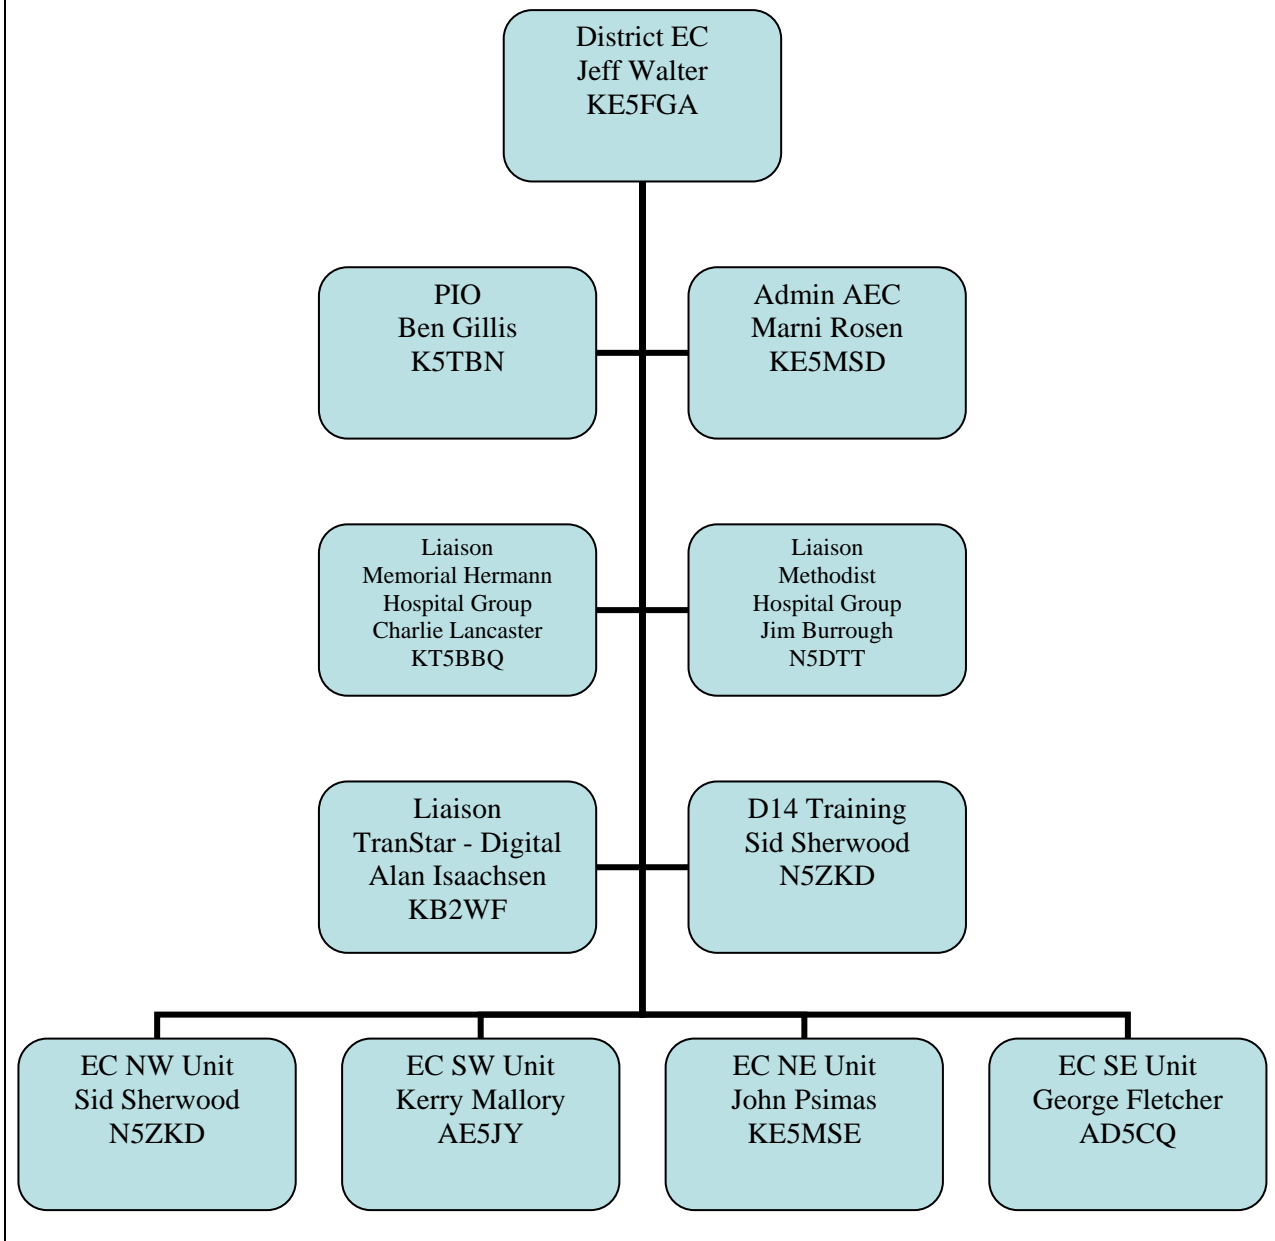 District EC
Jeff Walter
KE5FGA
PIO
Ben Gillis
K5TBN
Admin AEC
Marni Rosen
KE5MSD
Liaison
Memorial Hermann
Hospital Group
Charlie Lancaster
KT5BBQ
Liaison
Methodist
Hospital Group
Jim Burrough
N5DTT
Liaison
TranStar - Digital
Alan Isaachsen
KB2WF
D14 Training
Sid Sherwood
N5ZKD
EC NW Unit
Sid Sherwood
N5ZKD
EC SW Unit
Kerry Mallory
AE5JY
EC NE Unit
John Psimas
KE5MSE
EC SE Unit
George Fletcher
AD5CQ